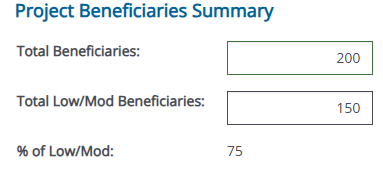 Project Beneficiaries Summary
Total Beneficiaries: 200
Total Low/Mod Beneficiaries: 150
% of Low/Mod: 75